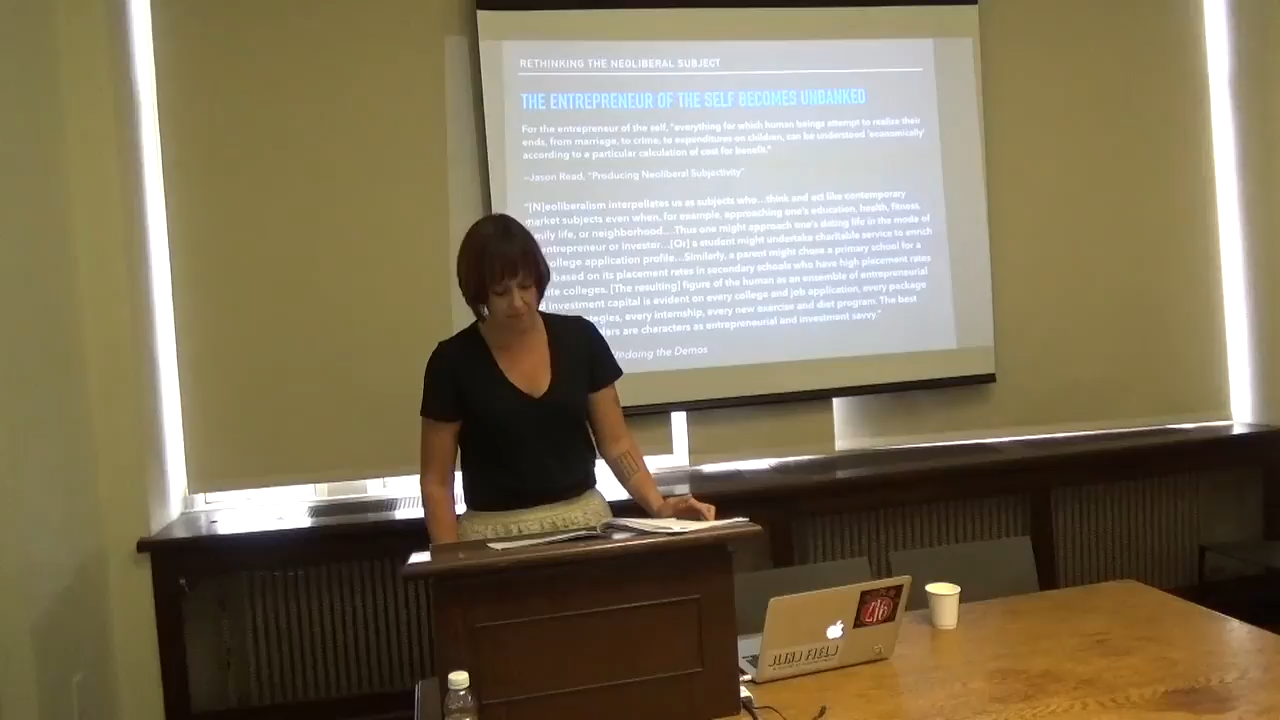 RETHINKING THE NEOLIBERAL SUBJECT
THE ENTREPRENEUR OF THE SELF BECOMES UNBANKED
For the entrepreneur of the self, "everything for which human beings attempt to realize their
ends, from marriage, to crime, to expenditures on children, can be understood 'economically'
according to a particular calculation of cost for benefit."
–Jason Read, "Producing Neoliberal Subjectivity"
"[N]eoliberalism interpellates us as subjects who…think and act like contemporary
market subjects even when, for example, approaching one's education, health, fitness,
mily life, or neighborhood….Thus one might approach one's dating life in the mode of
entrepreneur or investor…[Or] a student might undertake charitable service to enrich
ollege application profile…Similarly, a parent might chose a primary school for a
based on its placement rates in secondary schools who have high placement rates
lite colleges. [The resulting] figure of the human as an ensemble of entrepreneurial
d investment capital is evident on every college and job application, every package
tegies, every internship, every new exercise and diet program. The best
lars are characters as entrepreneurial and investment savvy."
Undoing the Demos
BLIND FIELD